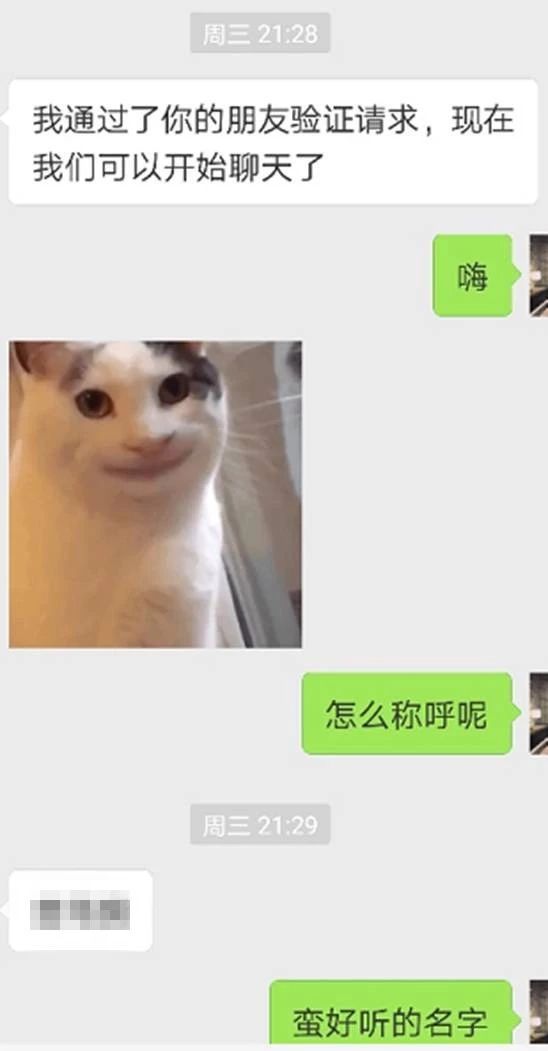 周三 21:28
我通过了你的朋友验证请求，现在
我们可以开始聊天了
嗨
怎么称呼呢
周三 21:29
蛮好听的名字